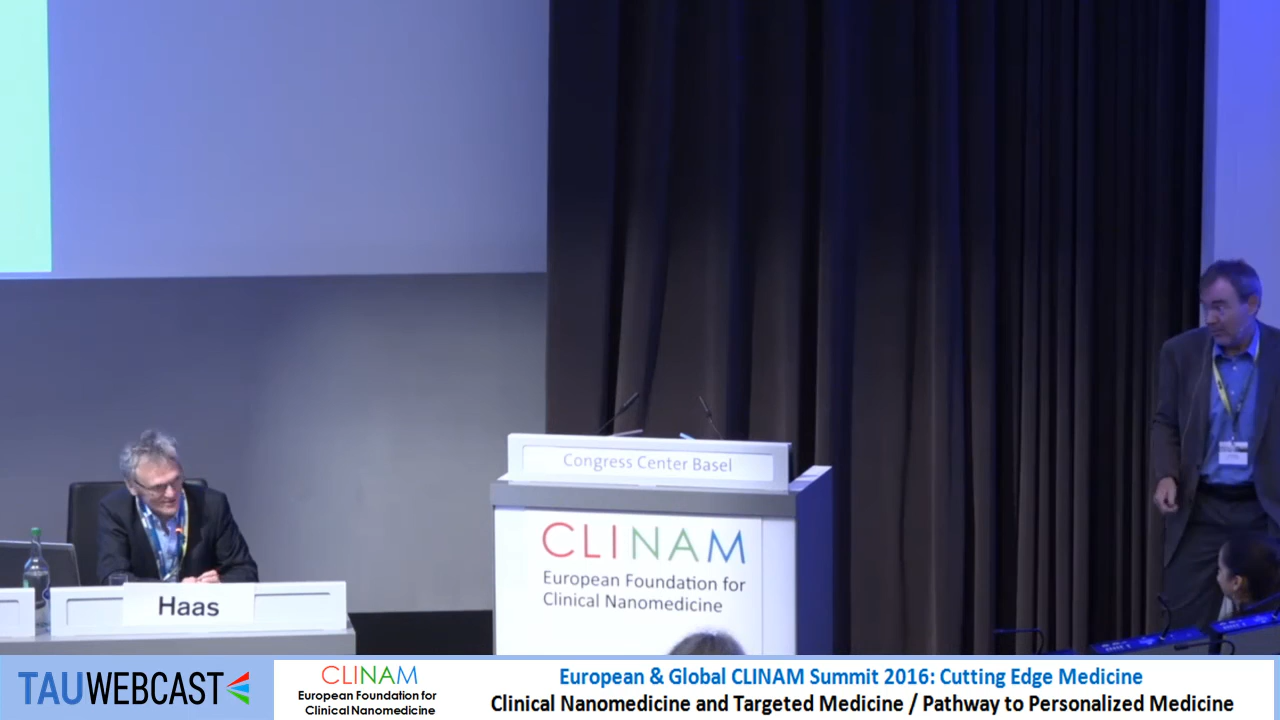 Congress Center Basel
CLINAM
European Foundation for
Clinical Nanomedicine
Haas
TAUWEBCAST
CLINAM
European Foundation for
Clinical Nanomedicine
European & Global CLINAM Summit 2016: Cutting Edge Medicine
Clinical Nanomedicine and Targeted Medicine / Pathway to Personalized Medicine